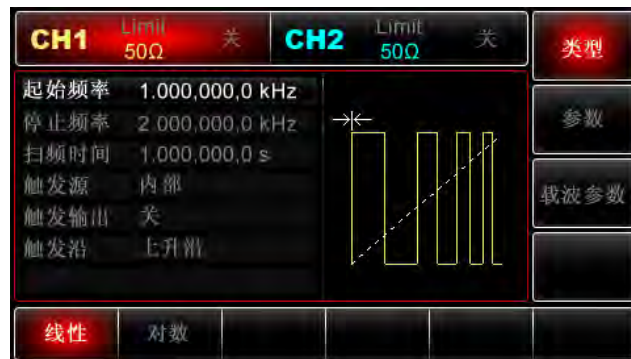 CH1 Limit 50Ω 关
CH2 Limit 50Ω 关
类型
起始频率 1.000,000,0 kHz
停止频率 2.000,000,0 kHz
扫频时间 1.000,000,0 s
触发源 内部
触发输出 关
触发沿 上升沿
参数
载波参数
线性 对数